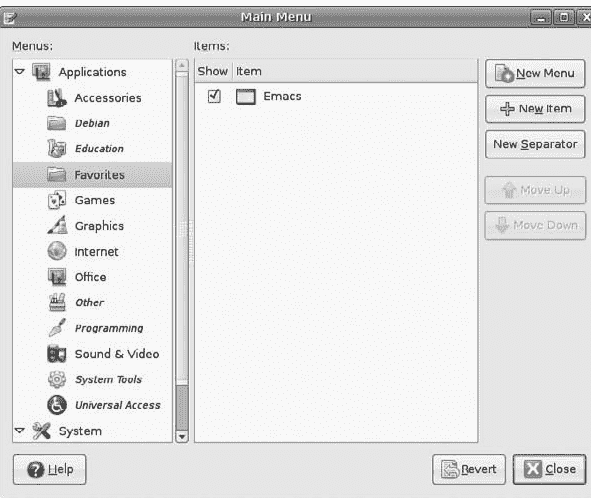 Main Menu
Menus:
Items:
Applications
Accessories
Debian
Education
Favorites
Games
Graphics
Internet
Office
Other
Programming
Sound & Video
System Tools
Universal Access
System
Show Item
Emacs
New Menu
New Item
New Separator
Move Up
Move Down
Help
Revert
Close